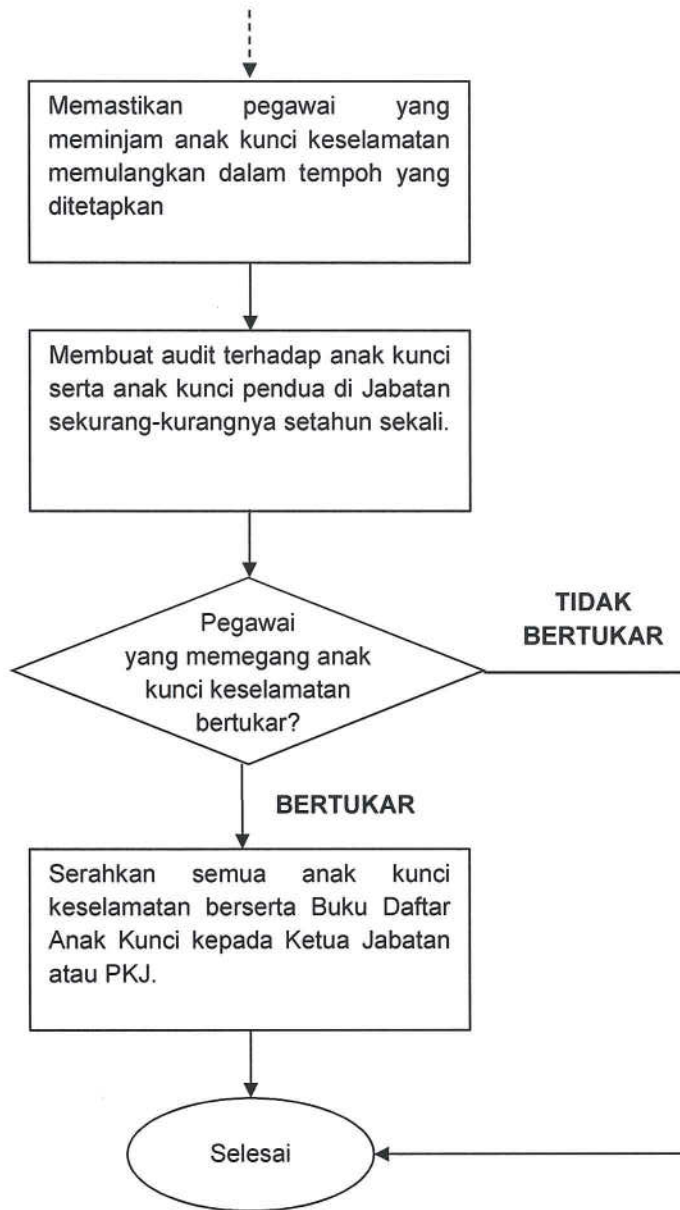 Memastikan pegawai yang
meminjam anak kunci keselamatan
memulangkan dalam tempoh yang
ditetapkan
Membuat audit terhadap anak kunci
serta anak kunci pendua di Jabatan
sekurang-kurangnya setahun sekali.
Pegawai
yang memegang anak
kunci keselamatan
bertukar?
TIDAK
BERTUKAR
BERTUKAR
Serahkan semua anak kunci
keselamatan berserta Buku Daftar
Anak Kunci kepada Ketua Jabatan
atau PKJ.
Selesai